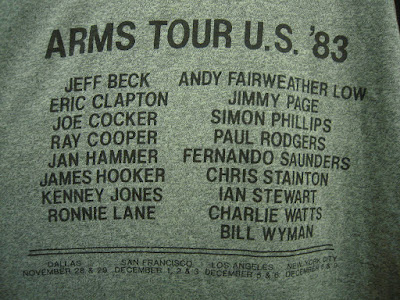 ARMS TOUR U.S. '83
JEFF BECK
ERIC CLAPTON
JOE COCKER
RAY COOPER
JAN HAMMER
JAMES HOOKER
KENNEY JONES
RONNIE LANE
ANDY FAIRWEATHER LOW
JIMMY PAGE
SIMON PHILLIPS
PAUL RODGERS
FERNANDO SAUNDERS
CHRIS STAINTON
IAN STEWART
CHARLIE WATTS
BILL WYMAN
DALLAS
NOVEMBER 28 & 29
SAN FRANCISCO
DECEMBER 1, 2 & 3
LOS ANGELES
DECEMBER 5 & 6
NEW YORK CITY
DECEMBER